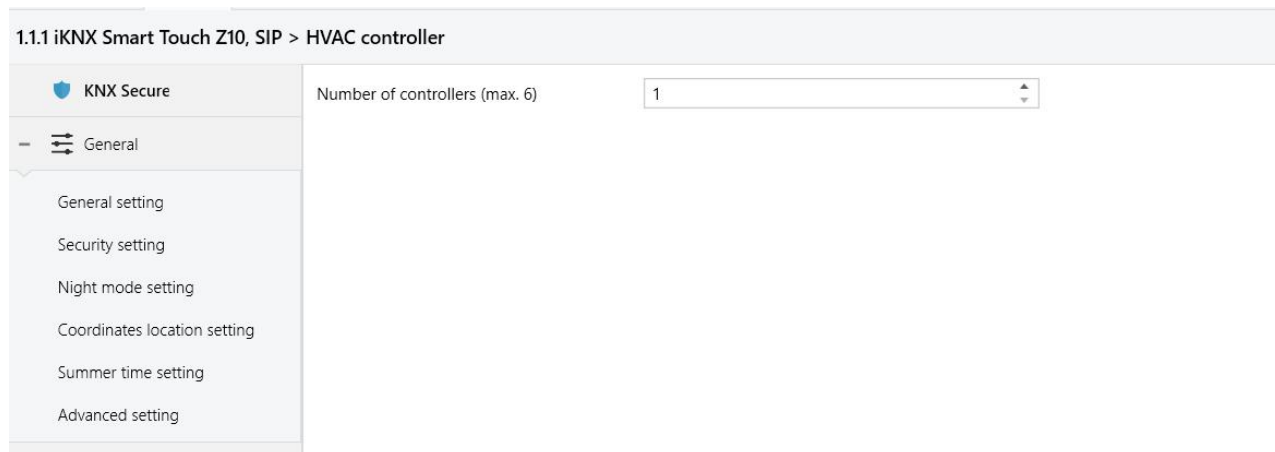 1.1.1 iKNX Smart Touch Z10, SIP > HVAC controller
KNX Secure
Number of controllers (max. 6)
1
General
General setting
Security setting
Night mode setting
Coordinates location setting
Summer time setting
Advanced setting